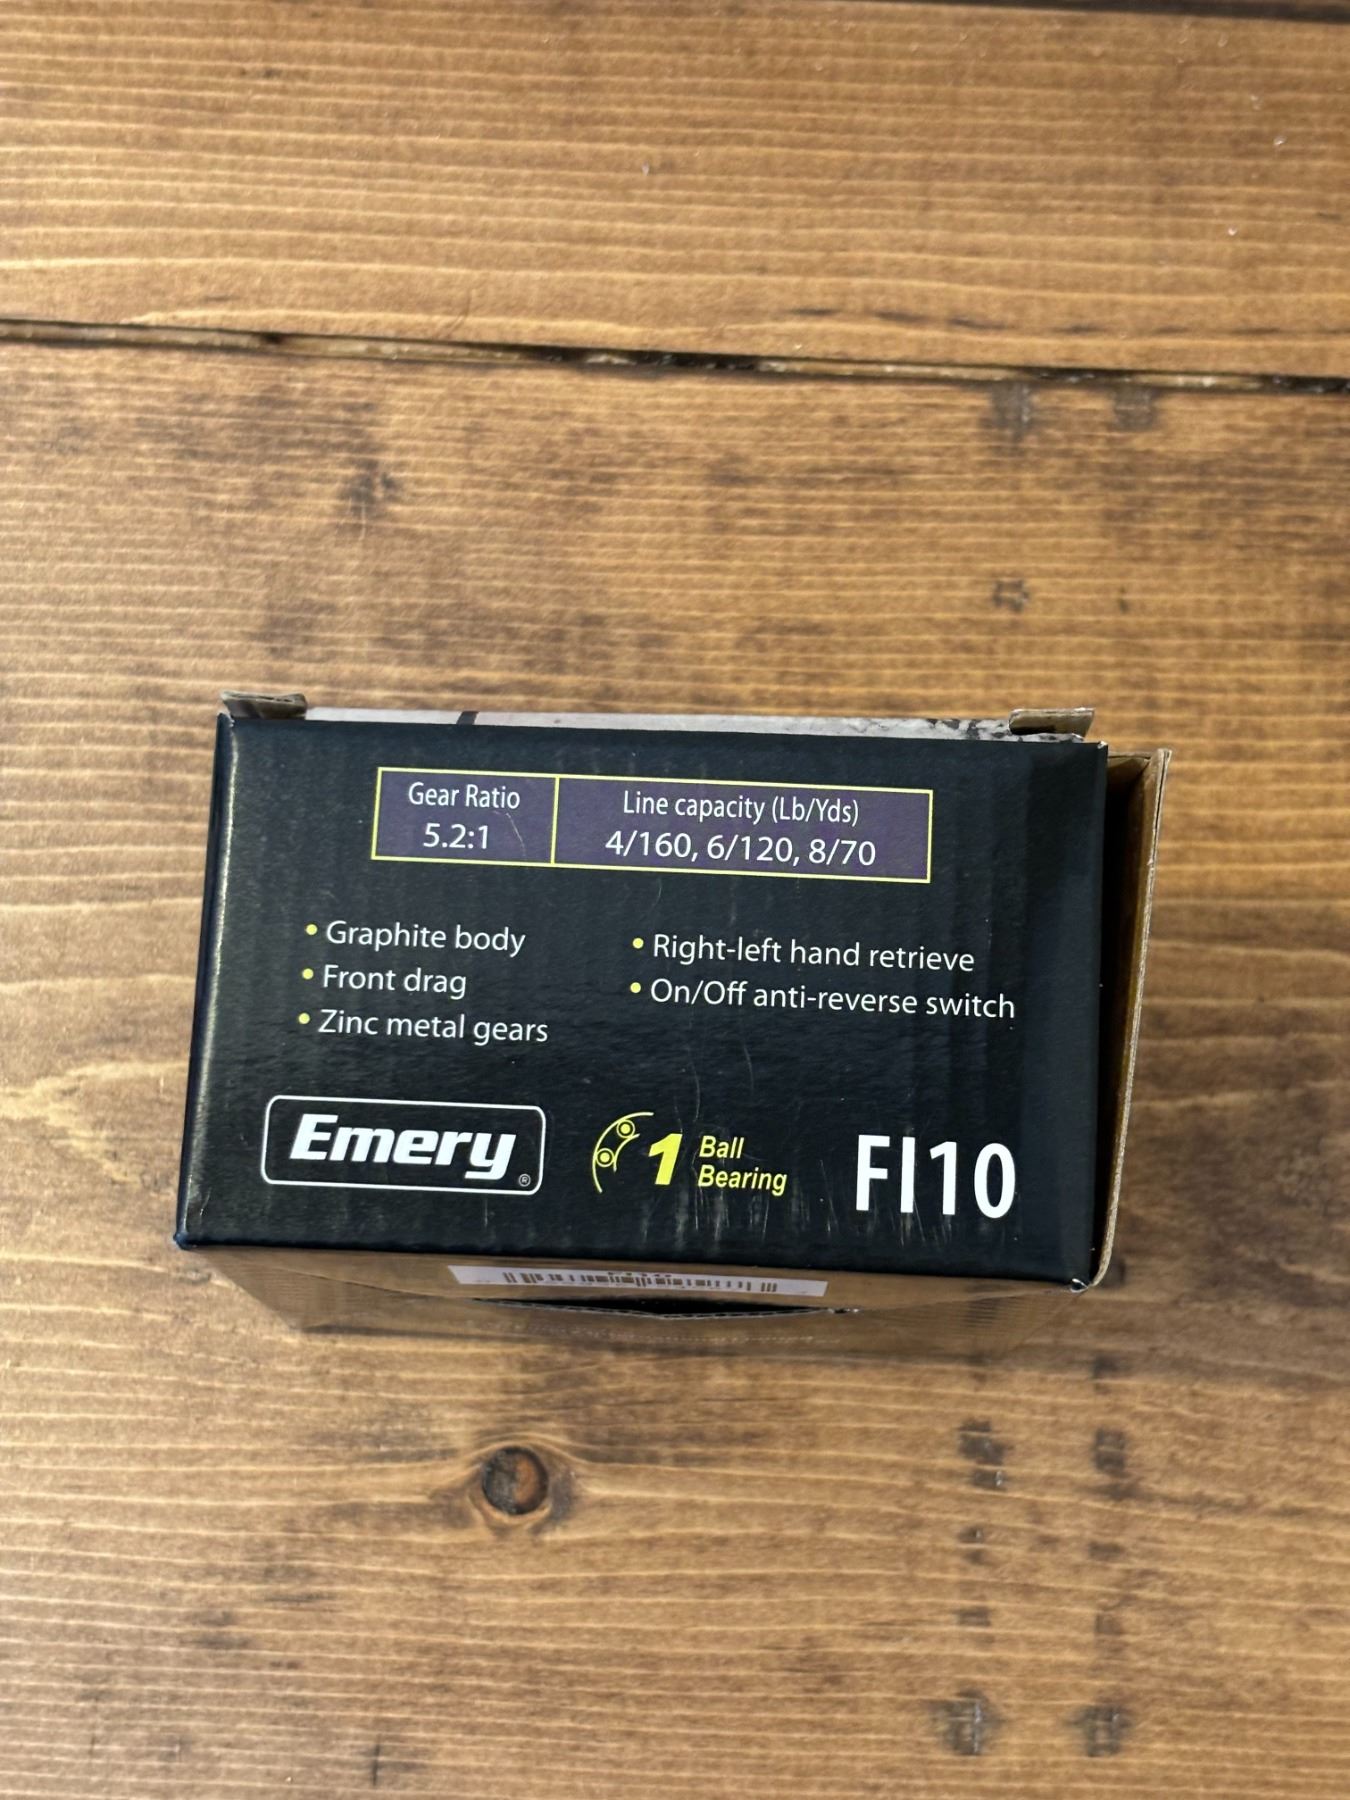 Gear Ratio
5.2:1
Line capacity (Lb/Yds)
4/160, 6/120, 8/70
• Graphite body
• Front drag
• Zinc metal gears
• Right-left hand retrieve
• On/Off anti-reverse switch
Emery®
1 Ball Bearing
FI10